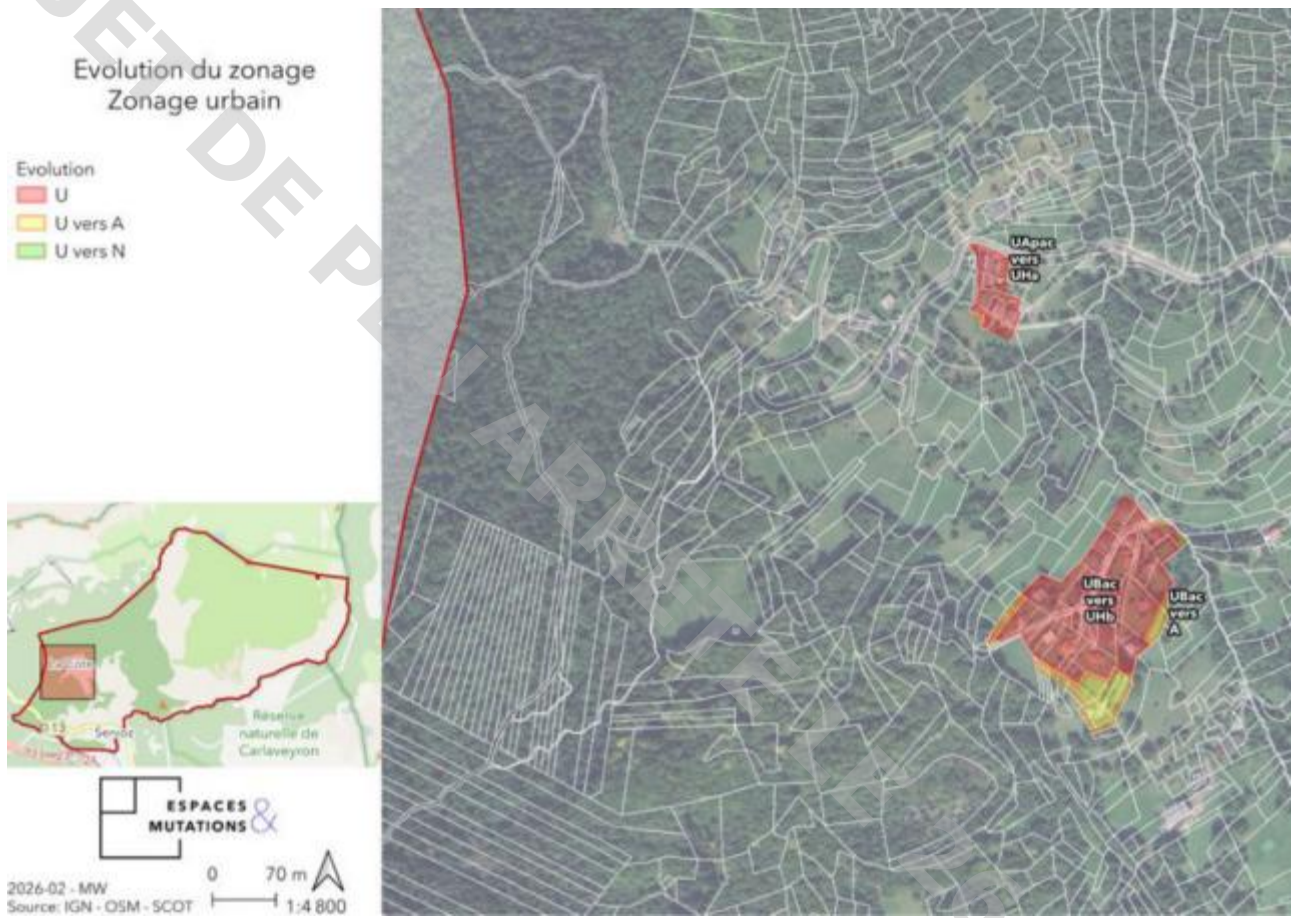 Evolution du zonage
Zonage urbain
Evolution
U
U vers A
U vers N
UApac
vers
UHa
UBac
vers
UHb
UBac
vers
A
Servoz
Réserve
naturelle de
Carlaveyron
ESPACES
MUTATIONS &
0 70 m
1:4 800
2026-02 - MW
Source: IGN - OSM - SCOT